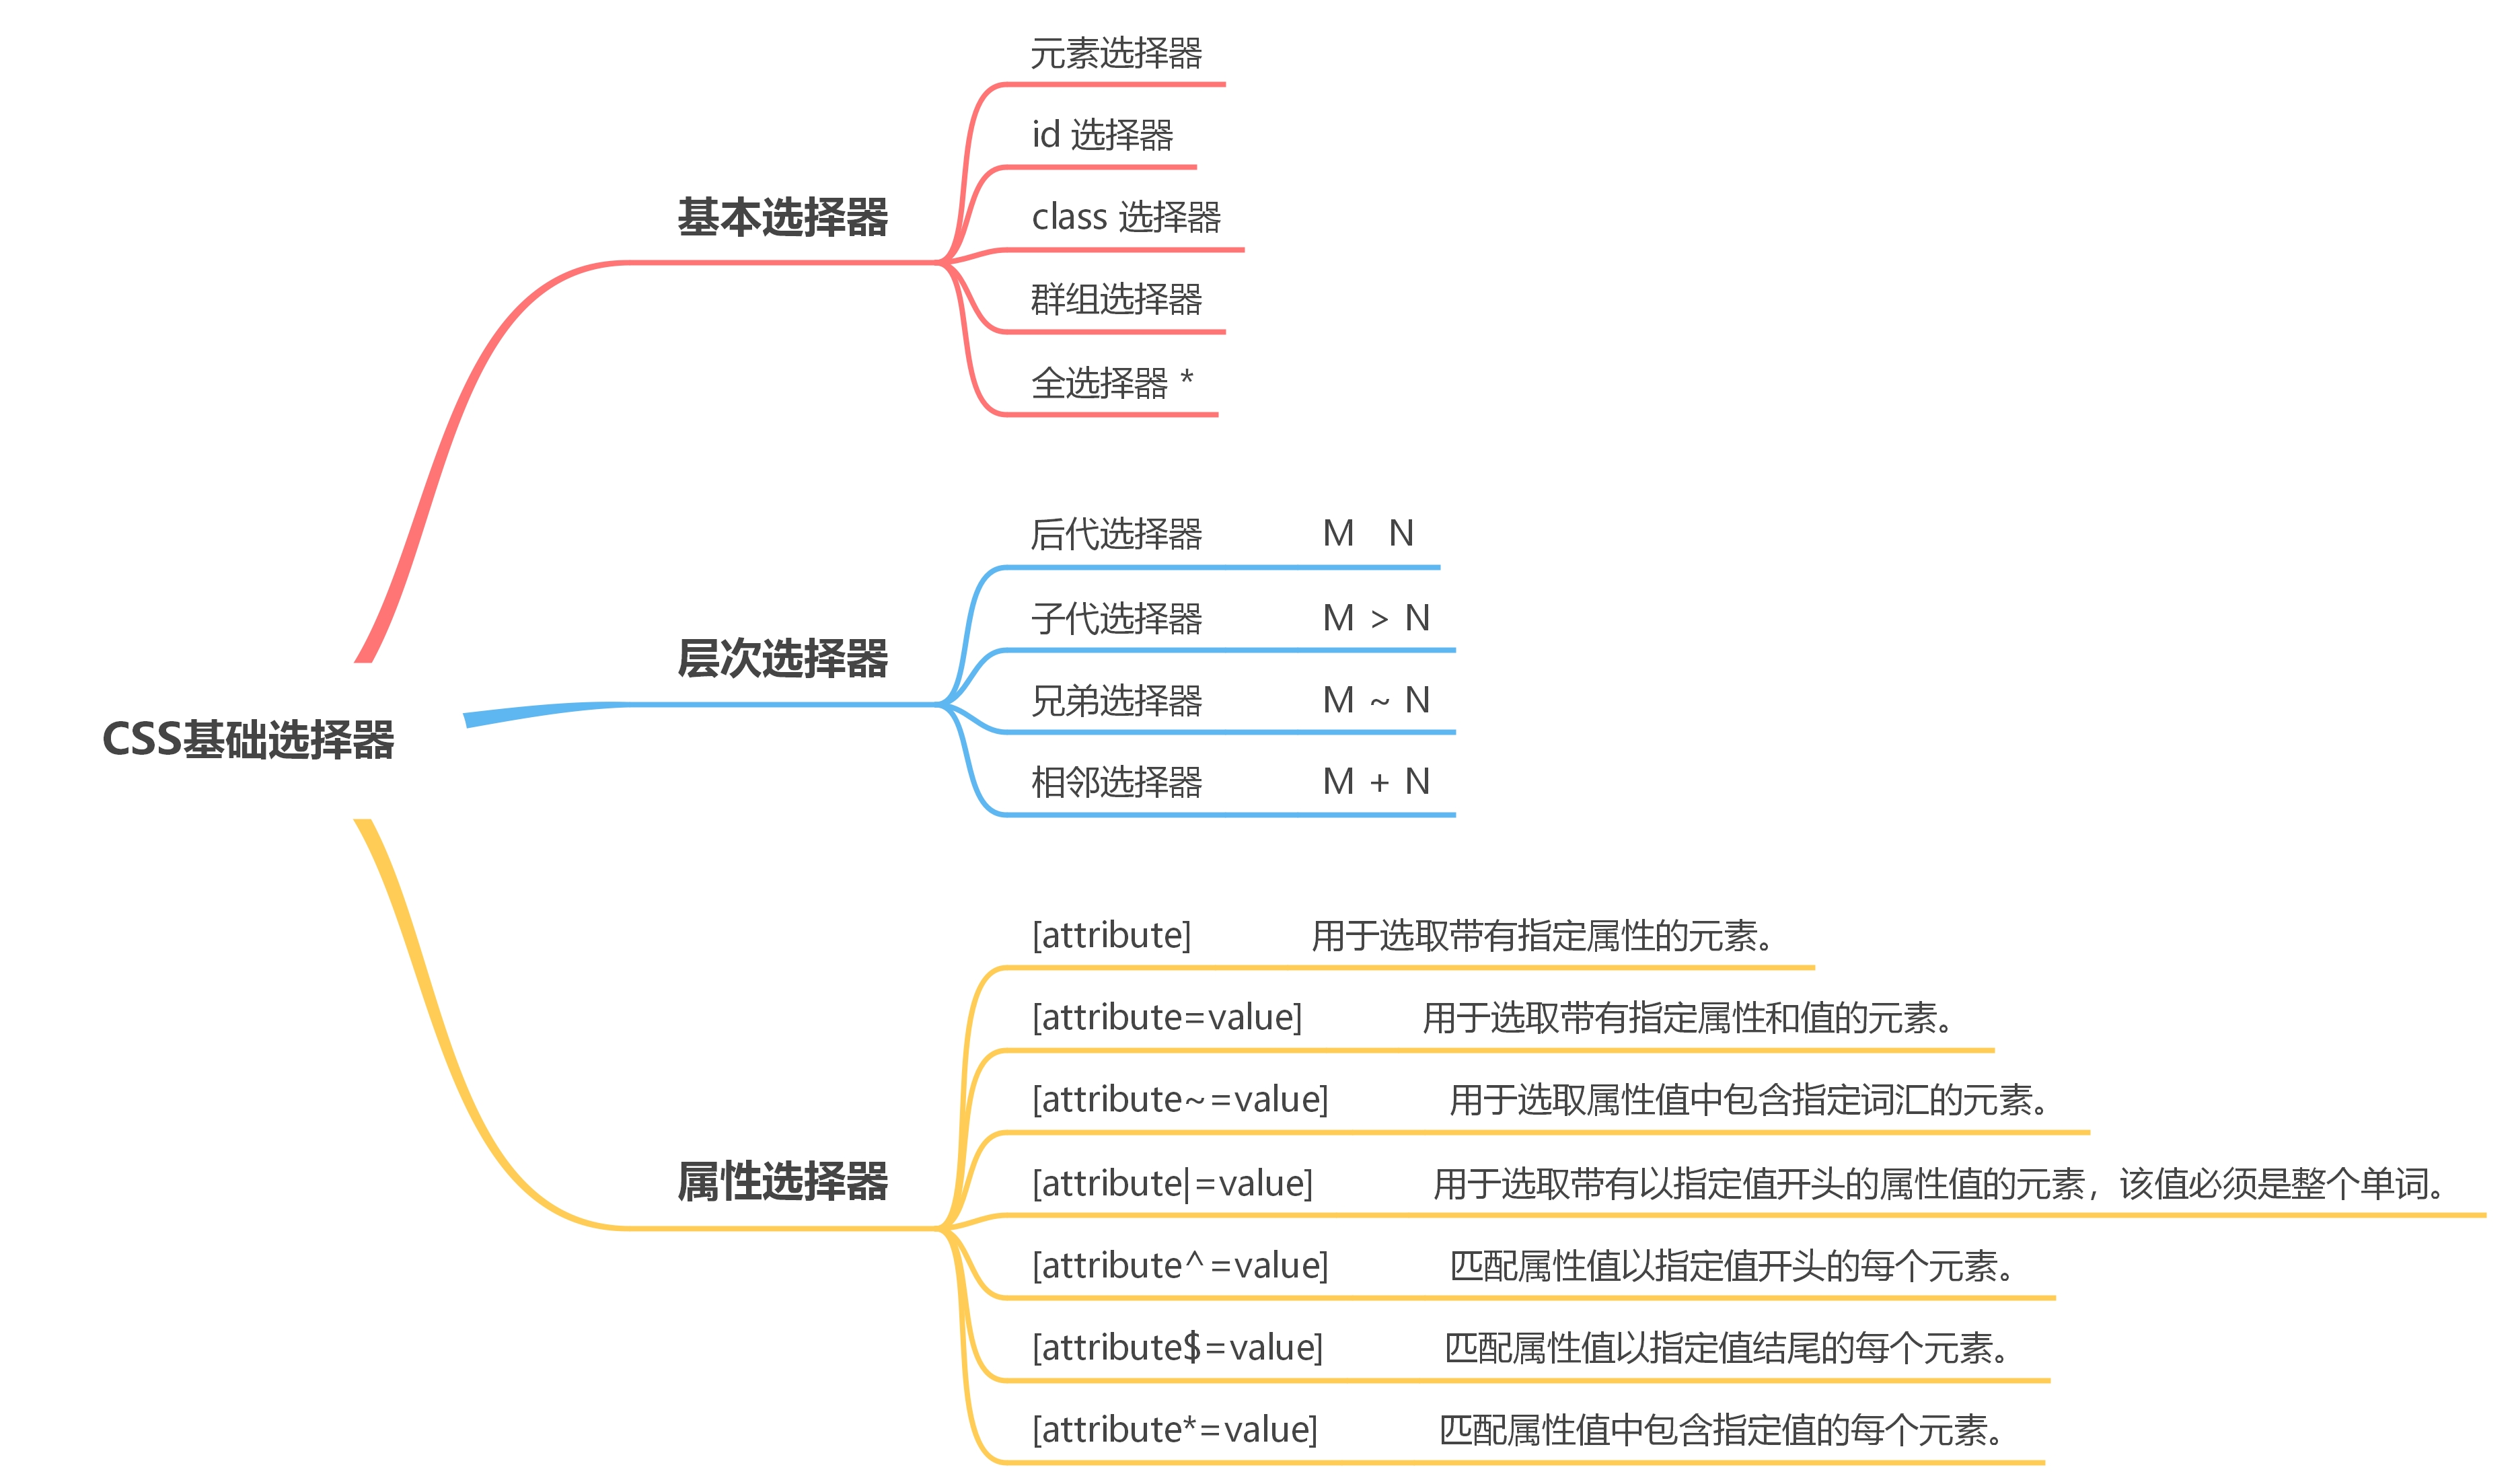 元素选择器
id 选择器
class 选择器
群组选择器
全选择器 *
基本选择器
后代选择器 M N
子代选择器 M > N
兄弟选择器 M ~ N
相邻选择器 M + N
层次选择器
CSS基础选择器
[attribute] 用于选取带有指定属性的元素。
[attribute=value] 用于选取带有指定属性和值的元素。
[attribute~=value] 用于选取属性值中包含指定词汇的元素。
[attribute|=value] 用于选取带有以指定值开头的属性值的元素，该值必须是整个单词。
[attribute^=value] 匹配属性值以指定值开头的每个元素。
[attribute$=value] 匹配属性值以指定值结尾的每个元素。
[attribute*=value] 匹配属性值中包含指定值的每个元素。
属性选择器